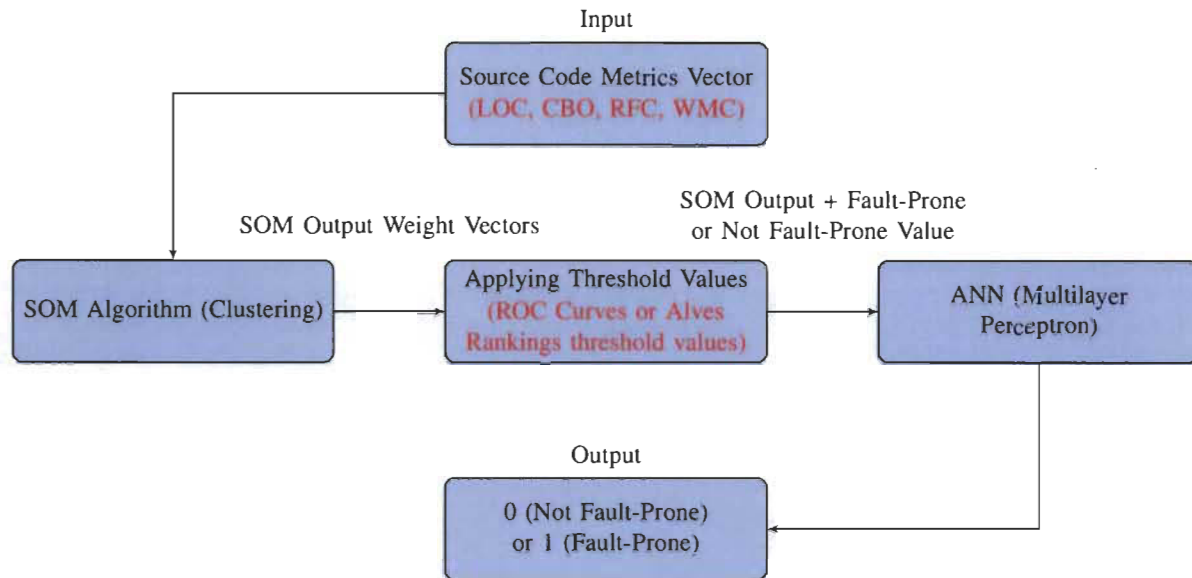 Input
Source Code Metrics Vector
(LOC, CBO, RFC, WMC)
SOM Output + Fault-Prone
or Not Fault-Prone Value
SOM Output Weight Vectors
SOM Algorithm (Clustering)
Applying Threshold Values
(ROC Curves or Alves
Rankings threshold values)
ANN (Multilayer
Perceptron)
Output
0 (Not Fault-Prone)
or 1 (Fault-Prone)